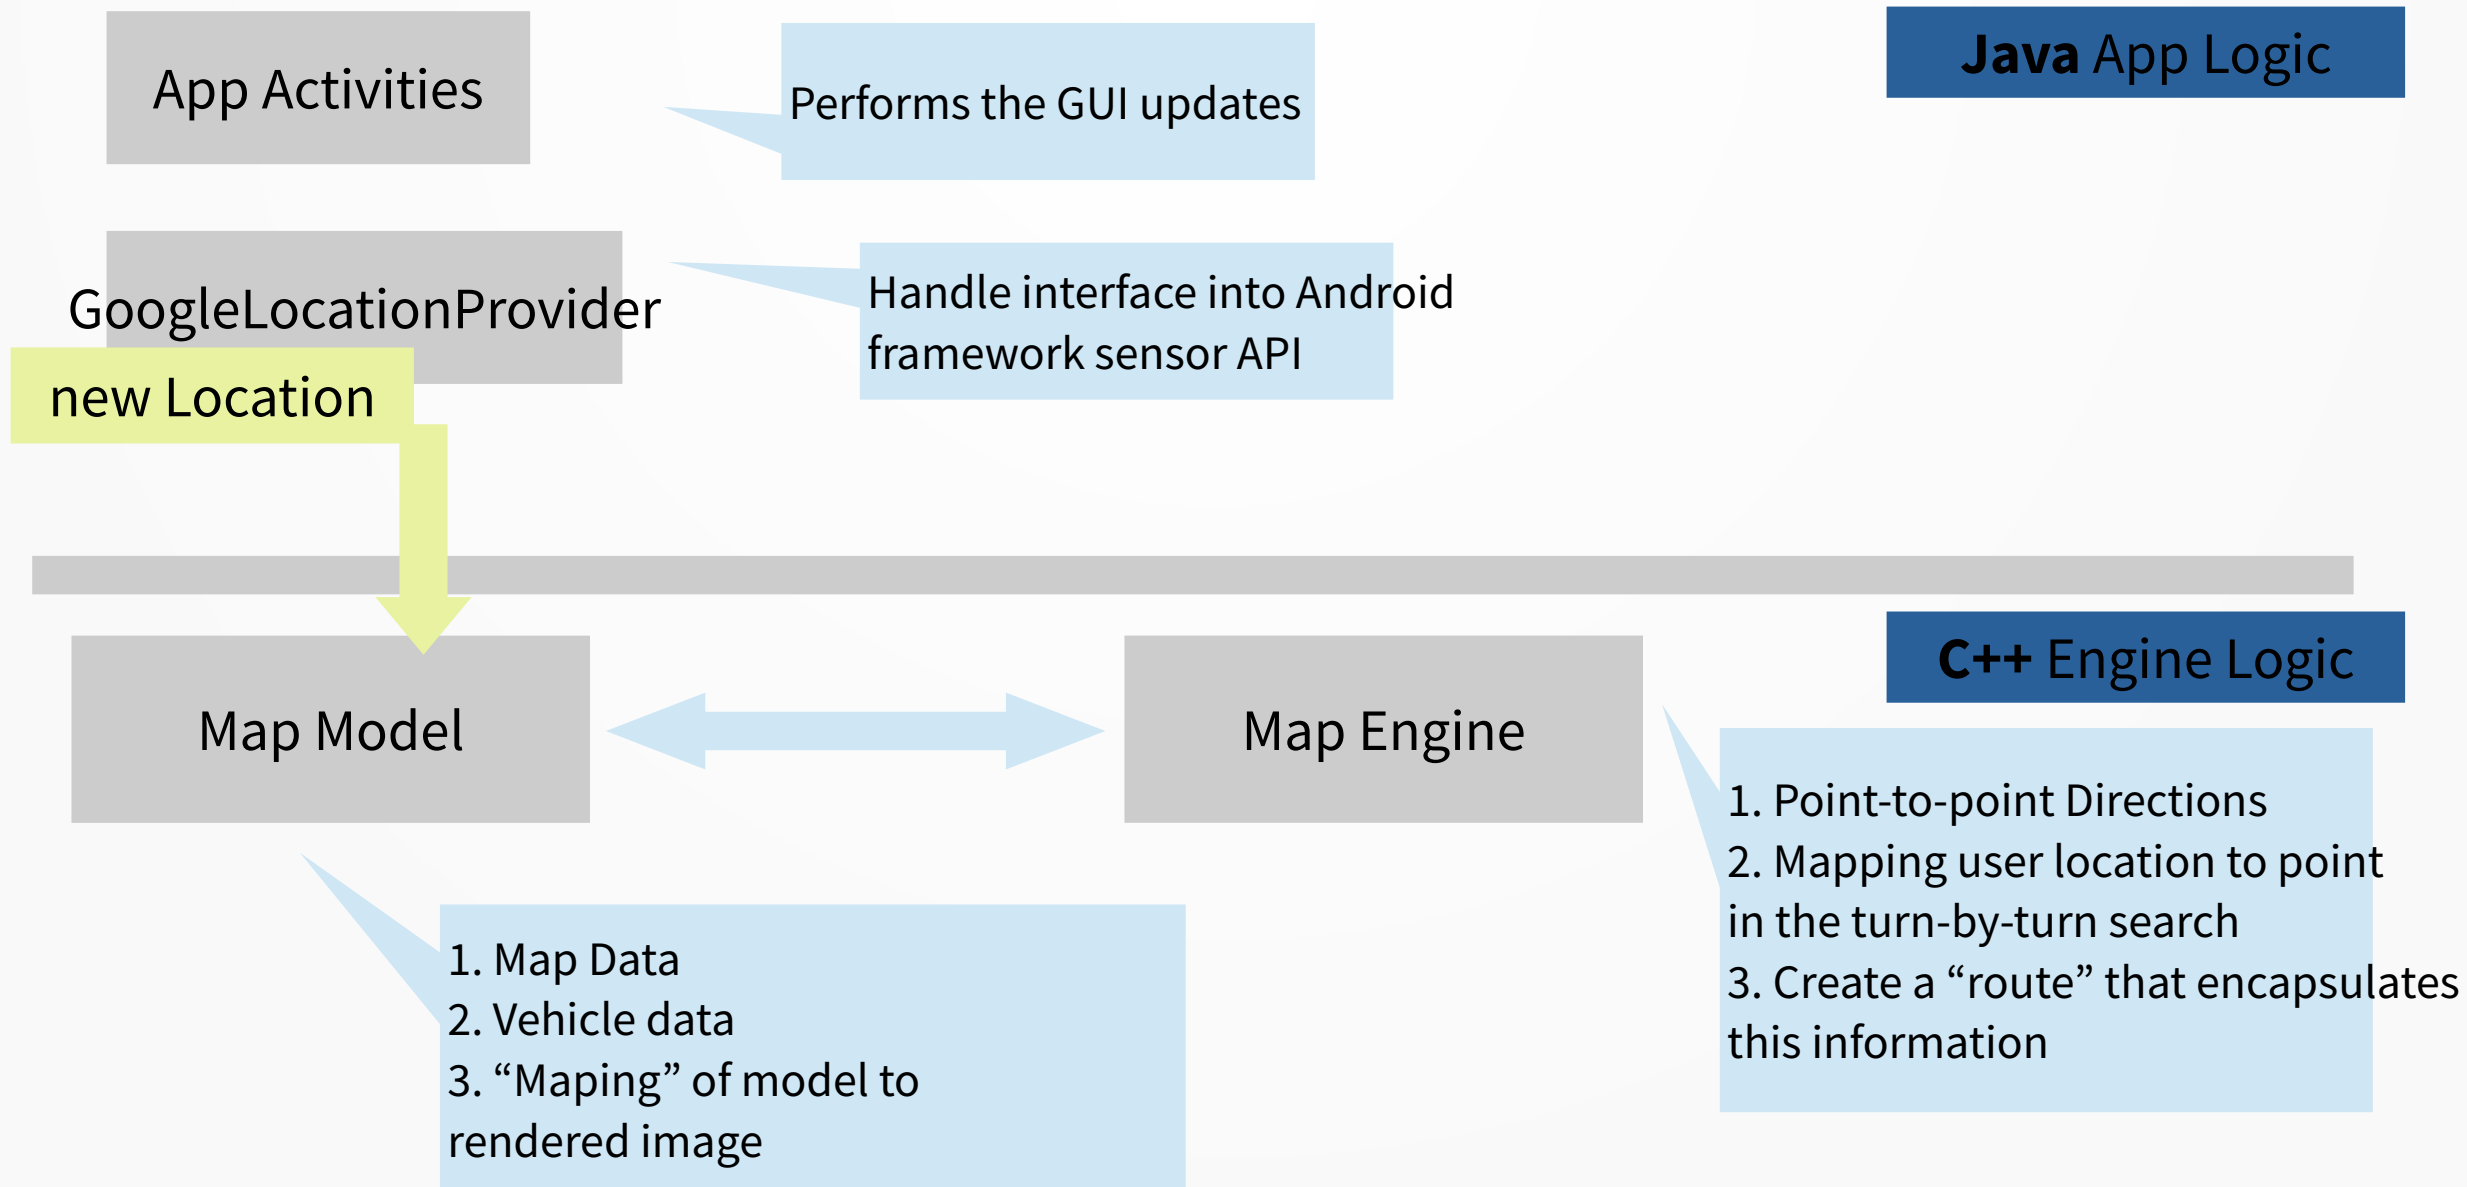 App Activities
Performs the GUI updates
Java App Logic
GoogleLocationProvider
Handle interface into Android
framework sensor API
new Location
C++ Engine Logic
Map Model
Map Engine
1. Point-to-point Directions
2. Mapping user location to point
in the turn-by-turn search
3. Create a “route” that encapsulates
this information
1. Map Data
2. Vehicle data
3. “Maping” of model to
rendered image